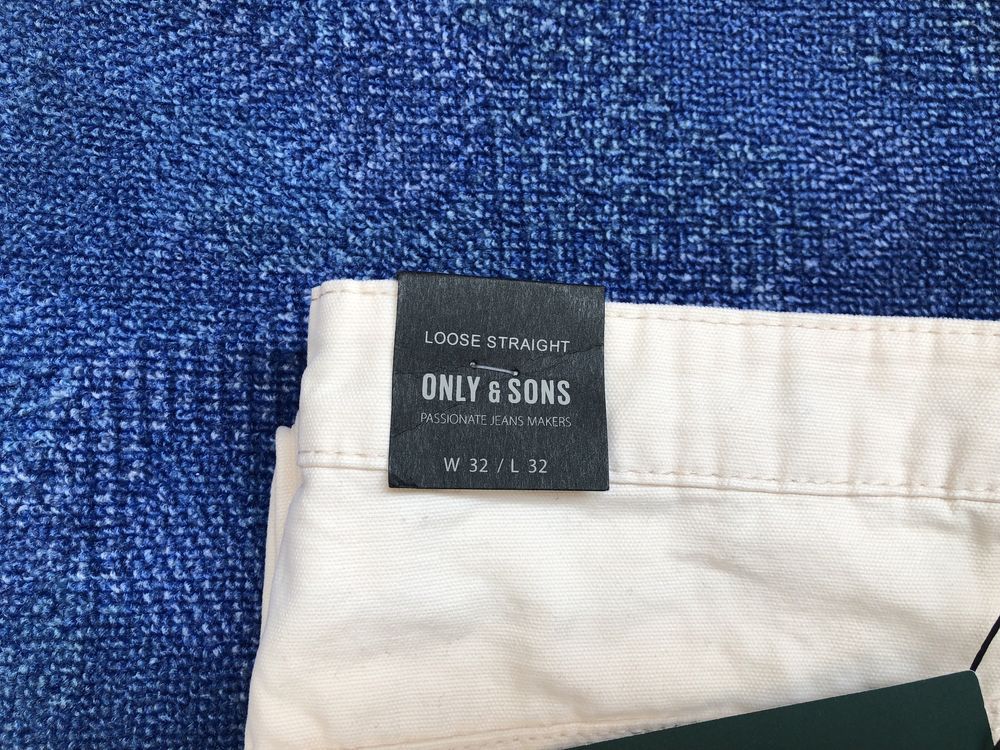 LOOSE STRAIGHT
ONLY & SONS
PASSIONATE JEANS MAKERS
W 32 / L 32